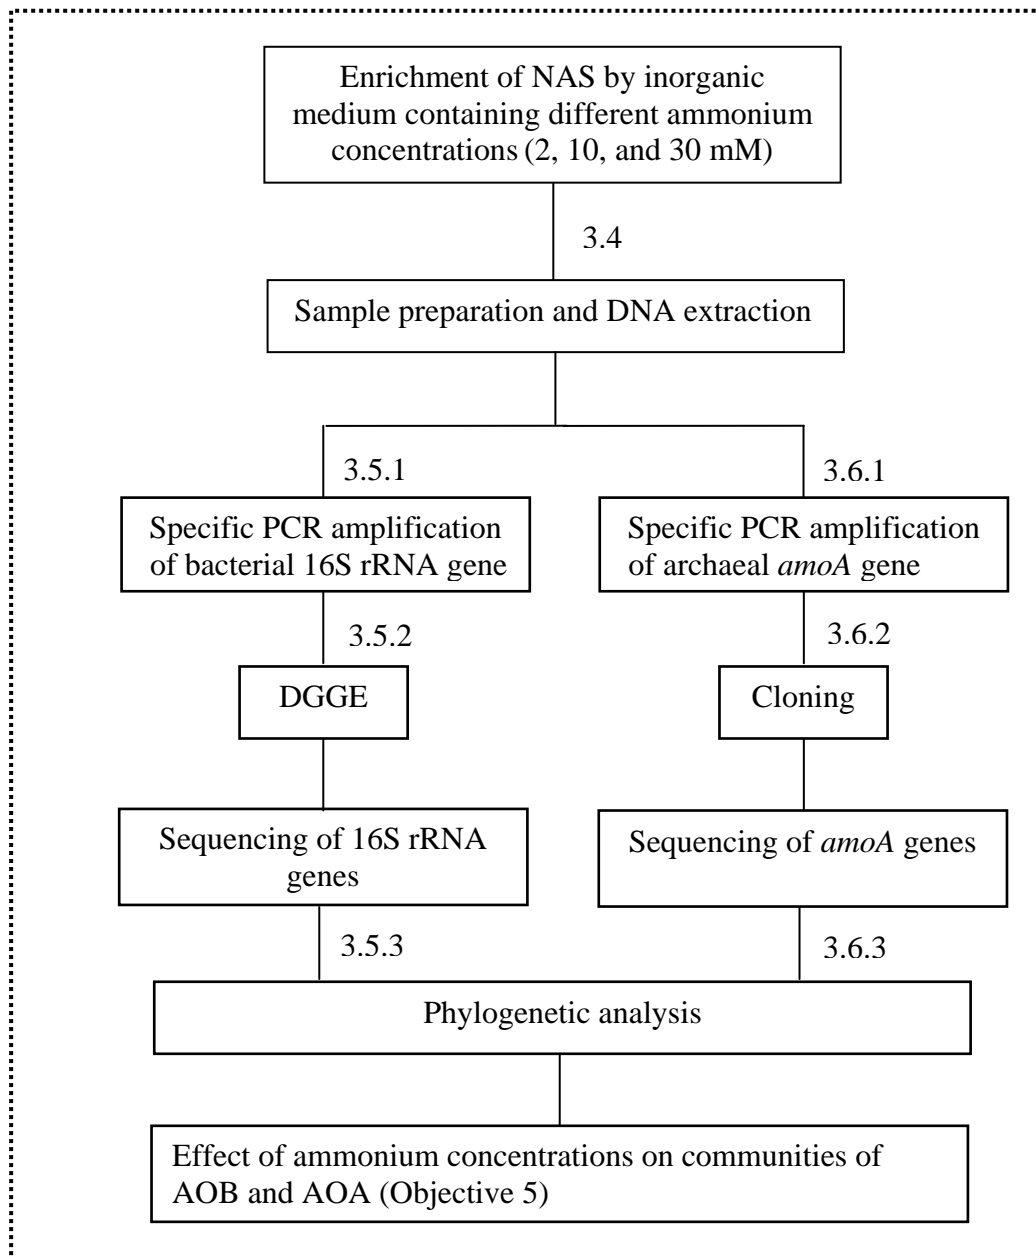 Enrichment of NAS by inorganic
medium containing different ammonium
concentrations (2, 10, and 30 mM)
3.4
Sample preparation and DNA extraction
3.5.1
3.6.1
Specific PCR amplification
of bacterial 16S rRNA gene
Specific PCR amplification
of archaeal amoA gene
3.5.2
3.6.2
DGGE
Cloning
Sequencing of 16S rRNA
genes
Sequencing of amoA genes
3.5.3
3.6.3
Phylogenetic analysis
Effect of ammonium concentrations on communities of
AOB and AOA (Objective 5)